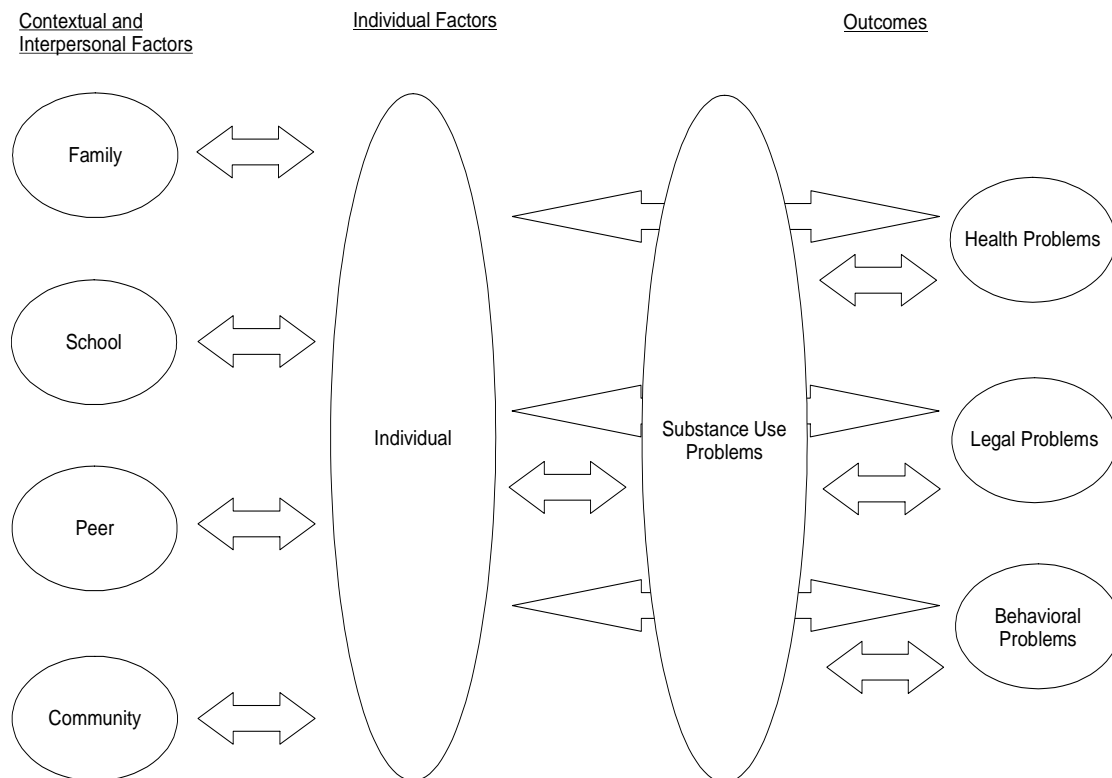 Contextual and
Interpersonal Factors
Individual Factors
Outcomes
Family
School
Peer
Community
Individual
Substance Use
Problems
Health Problems
Legal Problems
Behavioral
Problems